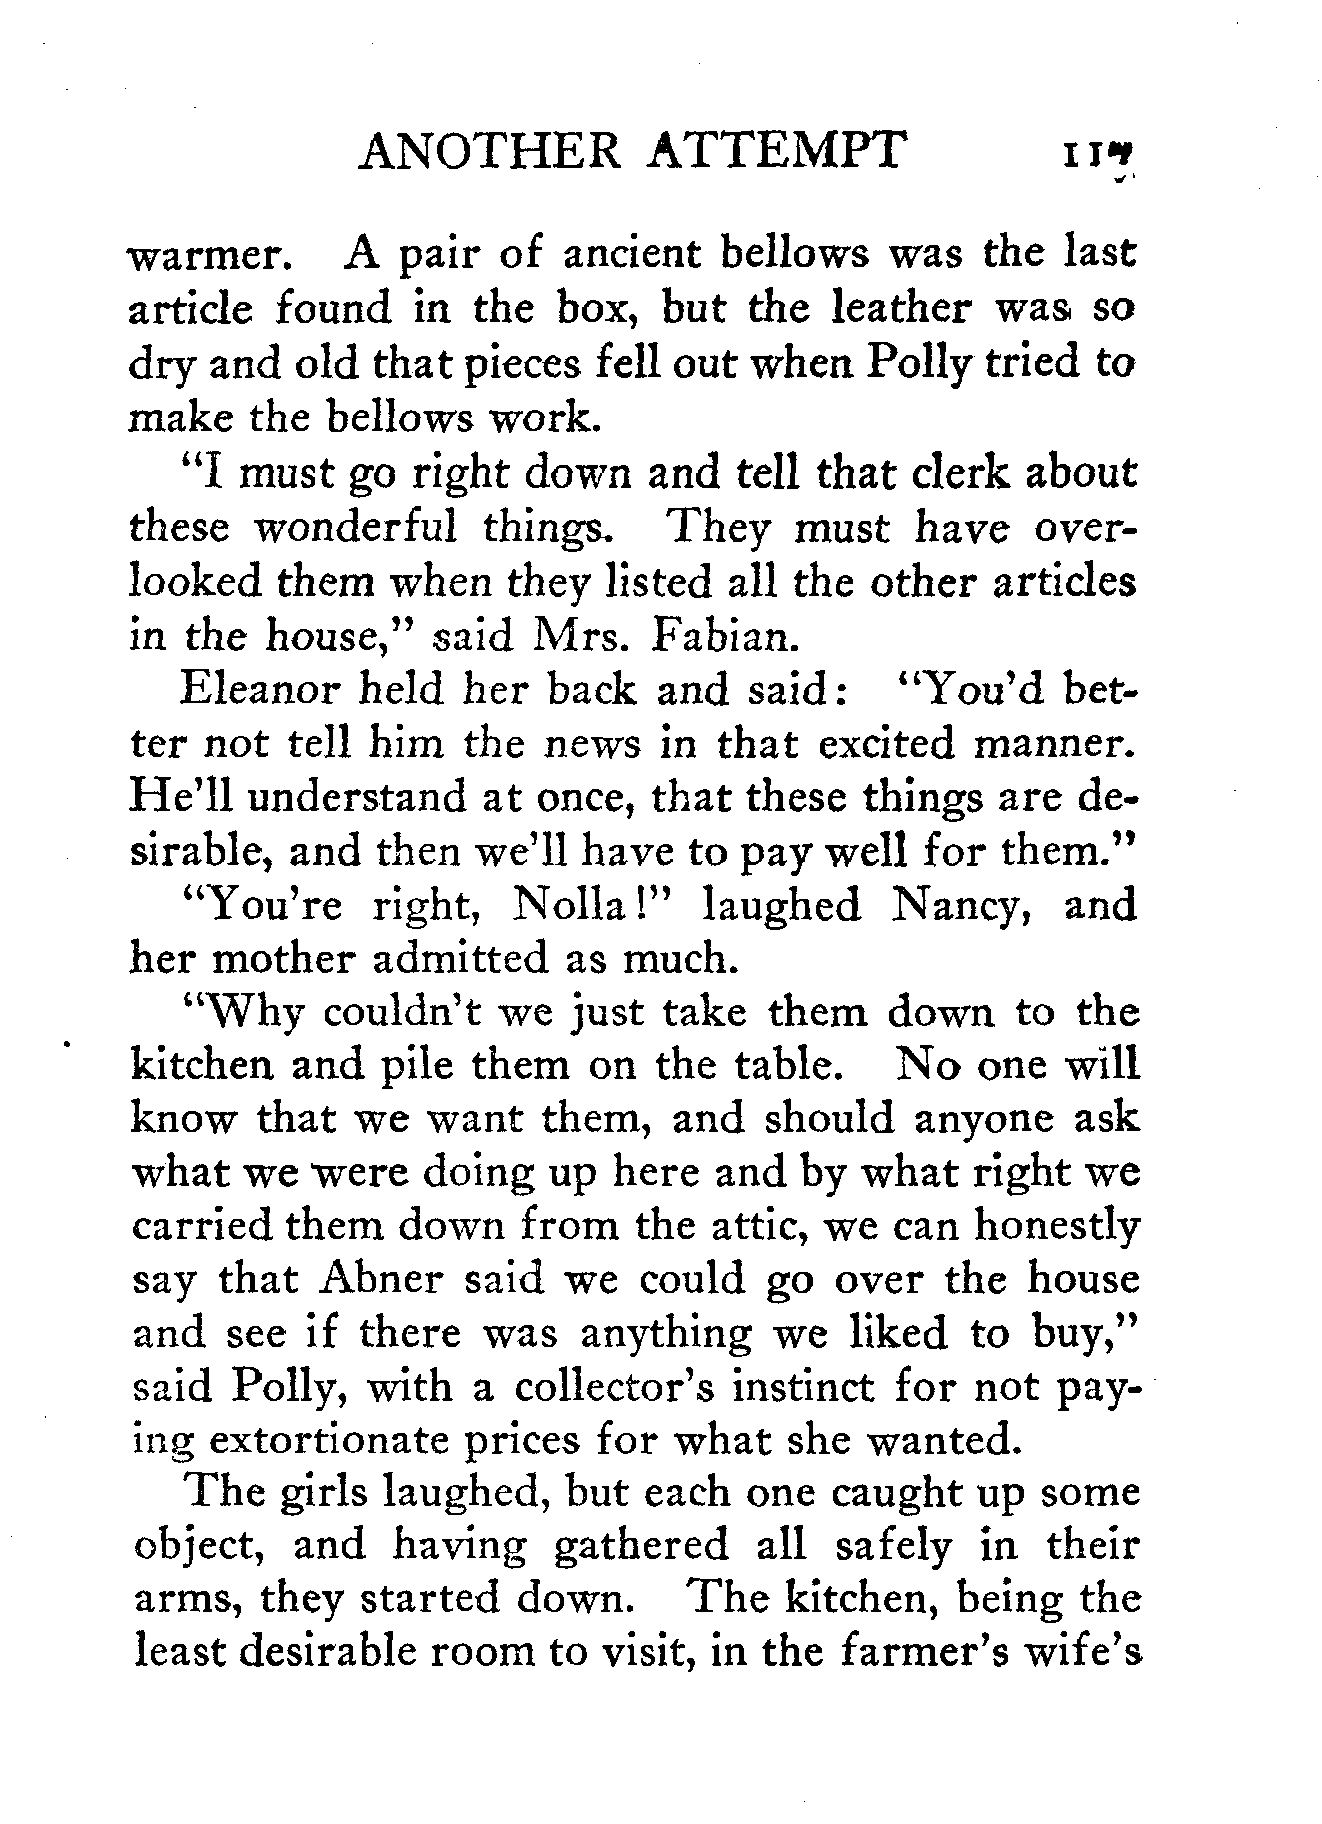 ANOTHER ATTEMPT 117
warmer. A pair of ancient bellows was the last
article found in the box, but the leather was so
dry and old that pieces fell out when Polly tried to
make the bellows work.
"I must go right down and tell that clerk about
these wonderful things. They must have over-
looked them when they listed all the other articles
in the house," said Mrs. Fabian.
Eleanor held her back and said: "You'd bet-
ter not tell him the news in that excited manner.
He'll understand at once, that these things are de-
sirable, and then we'll have to pay well for them."
"You're right, Nolla!" laughed Nancy, and
her mother admitted as much.
"Why couldn't we just take them down to the
kitchen and pile them on the table. No one will
know that we want them, and should anyone ask
what we were doing up here and by what right we
carried them down from the attic, we can honestly
say that Abner said we could go over the house
and see if there was anything we liked to buy,"
said Polly, with a collector's instinct for not pay-
ing extortionate prices for what she wanted.
The girls laughed, but each one caught up some
object, and having gathered all safely in their
arms, they started down. The kitchen, being the
least desirable room to visit, in the farmer's wife's